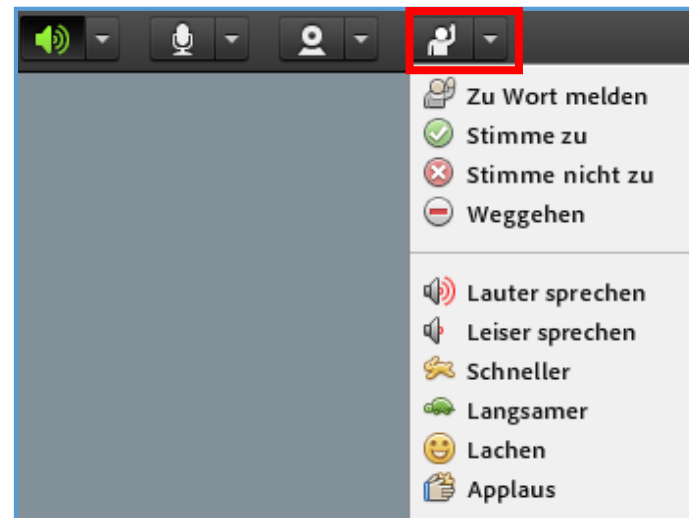 Zu Wort melden
Stimme zu
Stimme nicht zu
Weggehen
Lauter sprechen
Leiser sprechen
Schneller
Langsamer
Lachen
Applaus